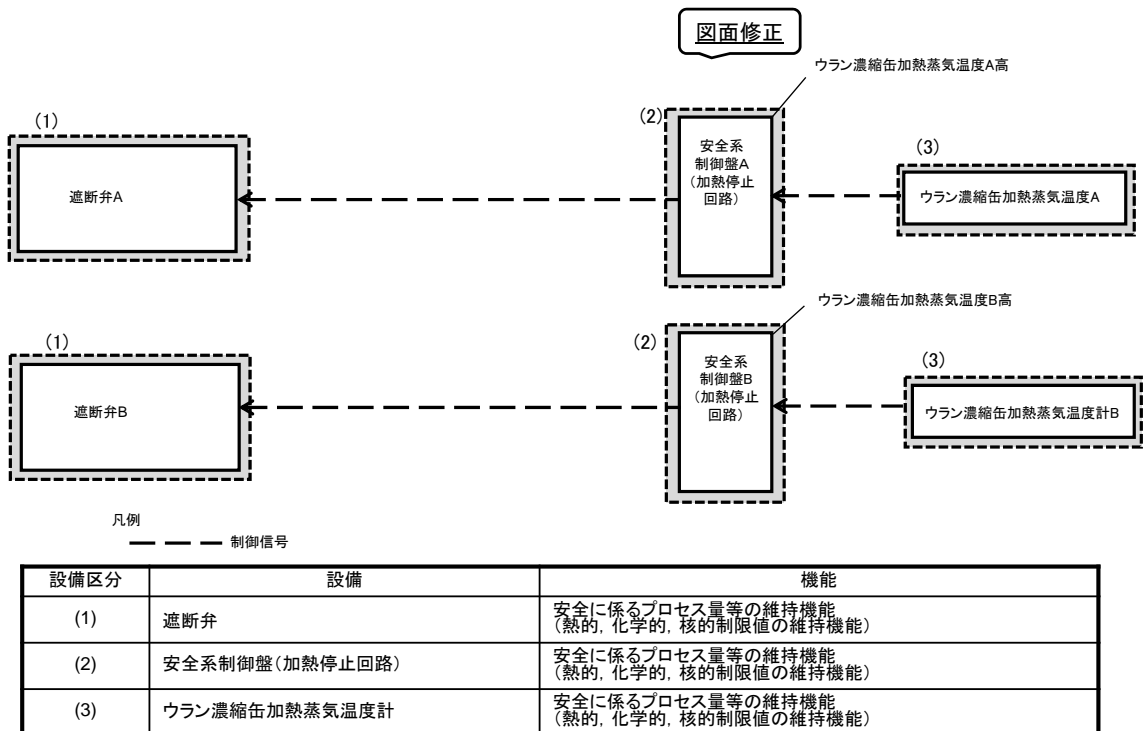 図面修正
ウラン濃縮缶加熱蒸気温度A高
(1)
(2)
(3)
遮断弁A
安全系
制御盤A
（加熱停止
回路）
ウラン濃縮缶加熱蒸気温度A
ウラン濃縮缶加熱蒸気温度B高
(1)
(2)
(3)
遮断弁B
安全系
制御盤B
（加熱停止
回路）
ウラン濃縮缶加熱蒸気温度計B
凡例
制御信号
設備区分 設備 機能
(1) 遮断弁 安全に係るプロセス量等の維持機能
（熱的，化学的，核的制限値の維持機能）
(2) 安全系制御盤（加熱停止回路） 安全に係るプロセス量等の維持機能
（熱的，化学的，核的制限値の維持機能）
(3) ウラン濃縮缶加熱蒸気温度計 安全に係るプロセス量等の維持機能
（熱的，化学的，核的制限値の維持機能）